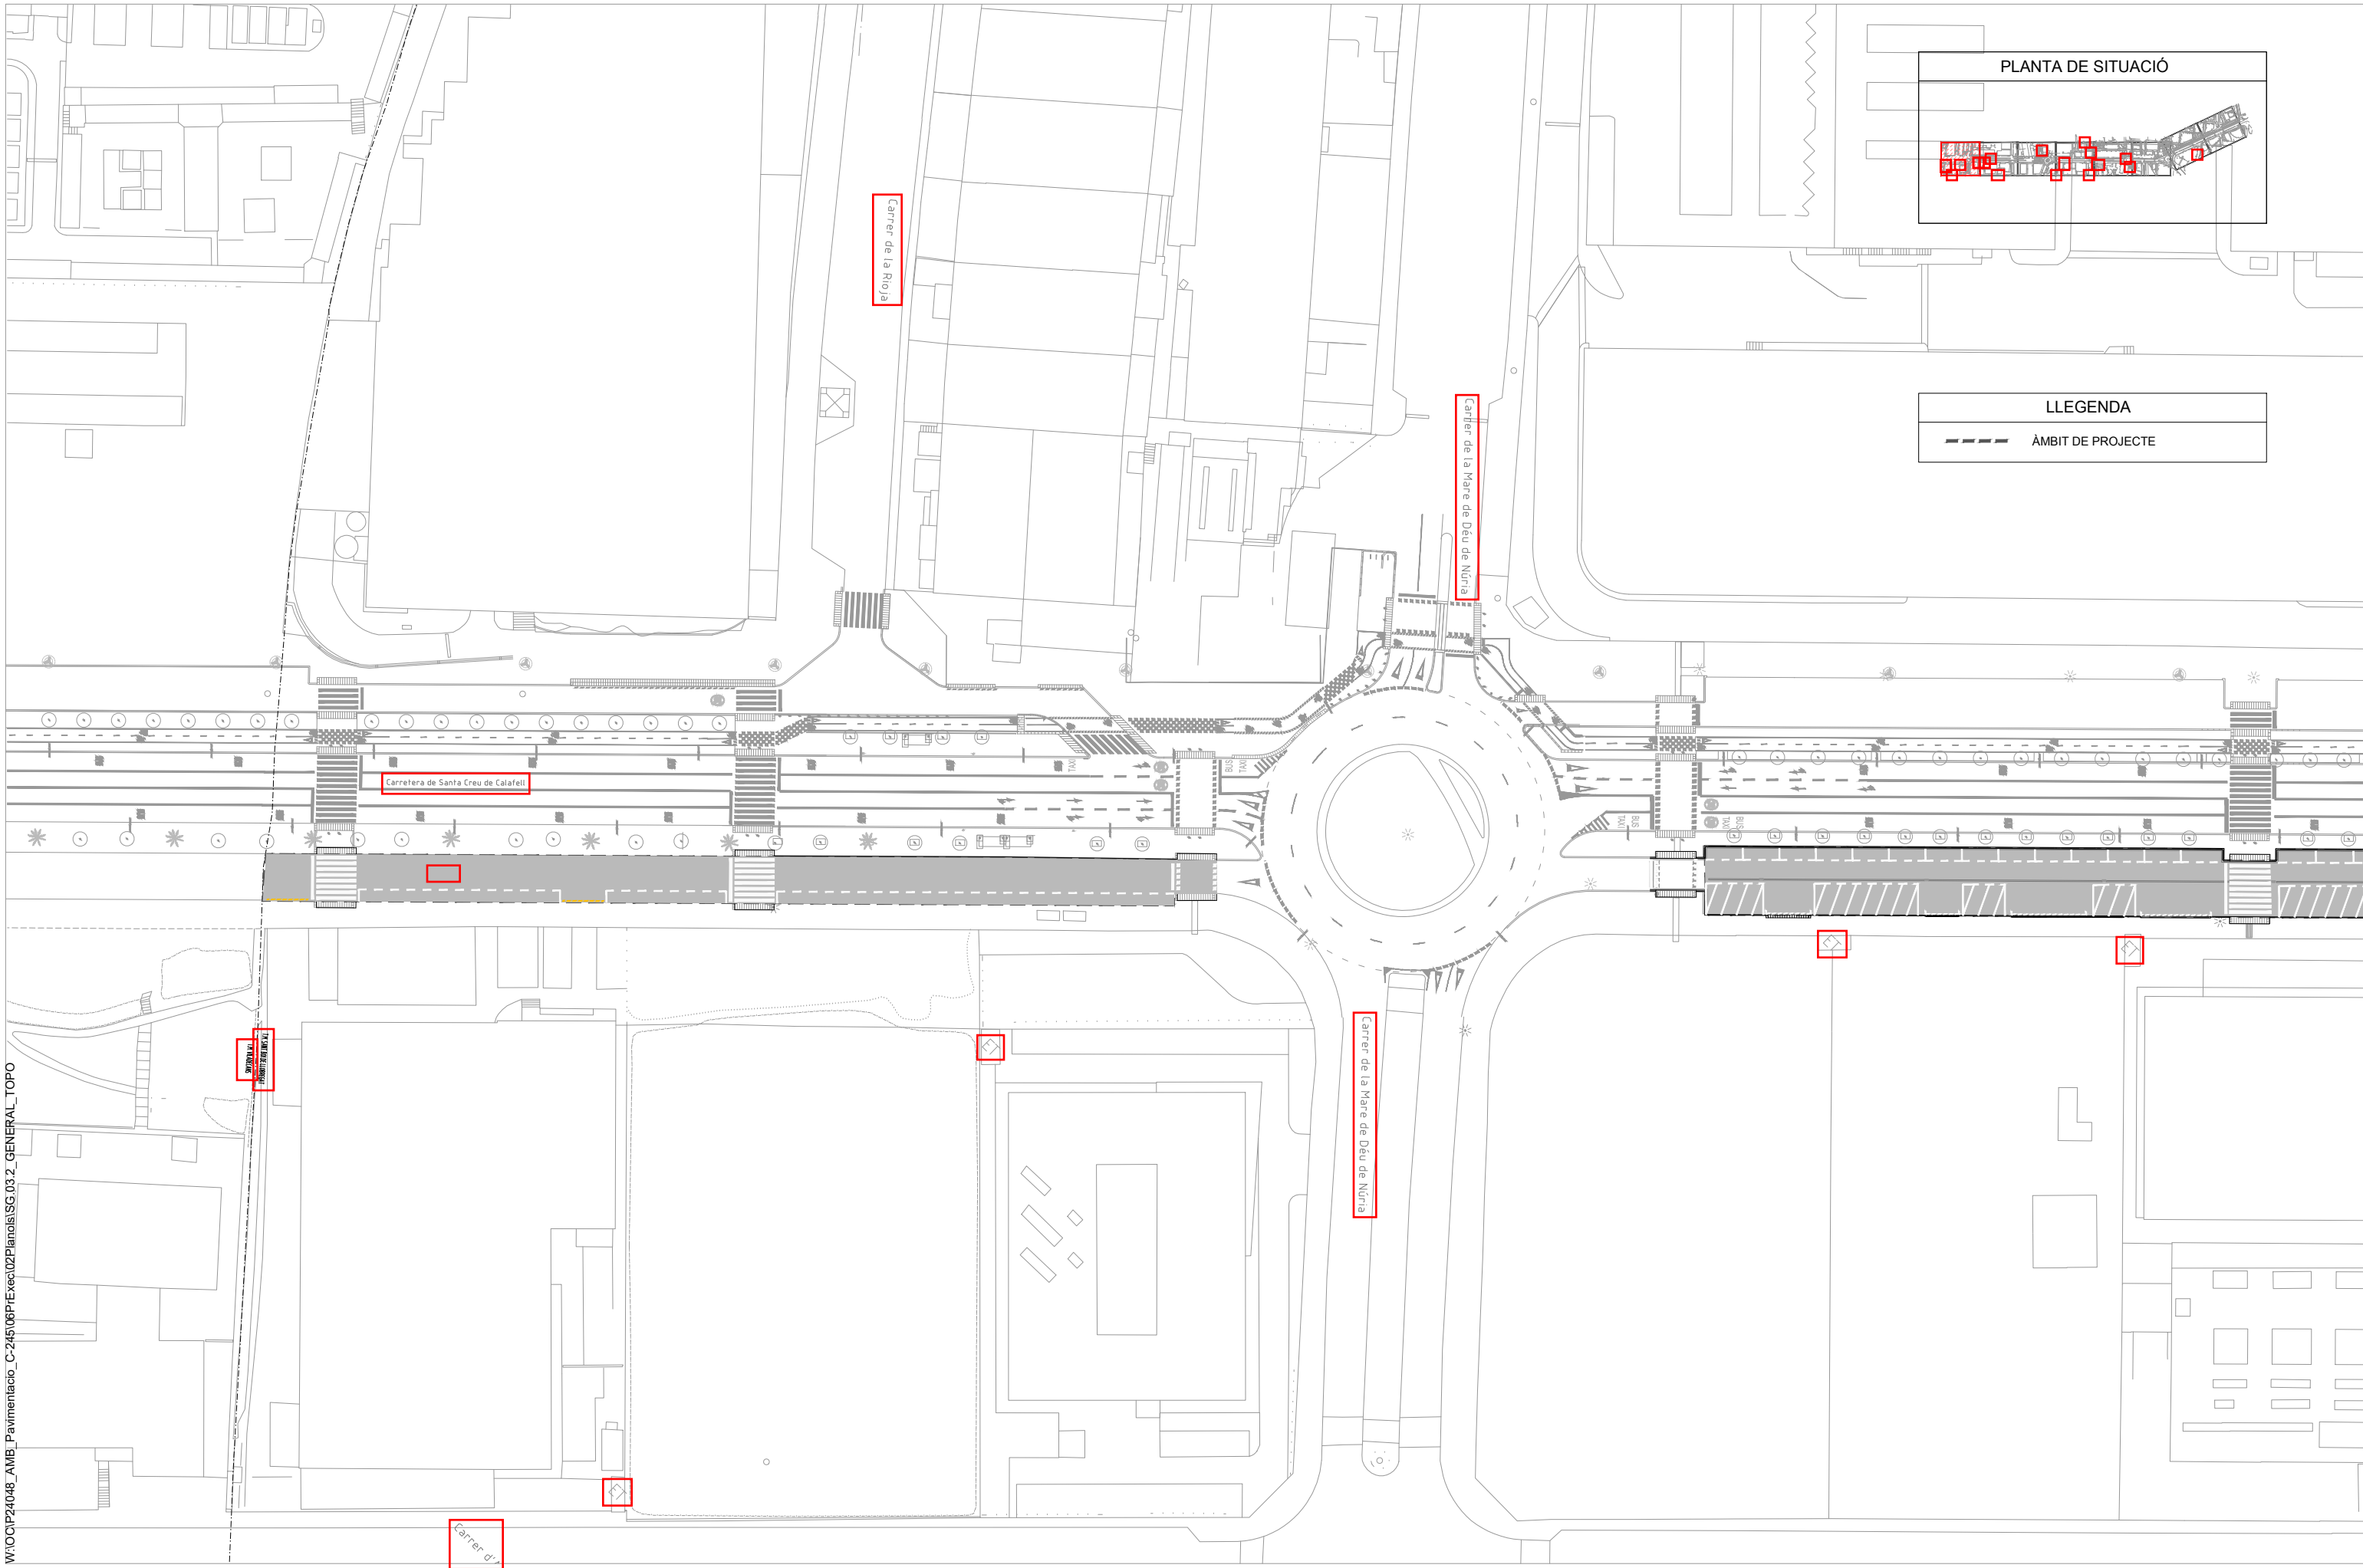 PLANTA DE SITUACIÓ
Carrer de la Rioja
LLEGENDA
ÀMBIT DE PROJECTE
Carrer de la Mare de Déu de Núria
TAXI
BUS
TAXI
Carretera de Santa Creu de Calafell
BUS
TAXI
BUS
TAXI
Carrer de la Mare de Déu de Núria
W:\OC\P24048_AMB_Pavimentacio_C-245\06PrExec\02Planols\SG.03.2_GENERAL_TOPO
Carrer d'